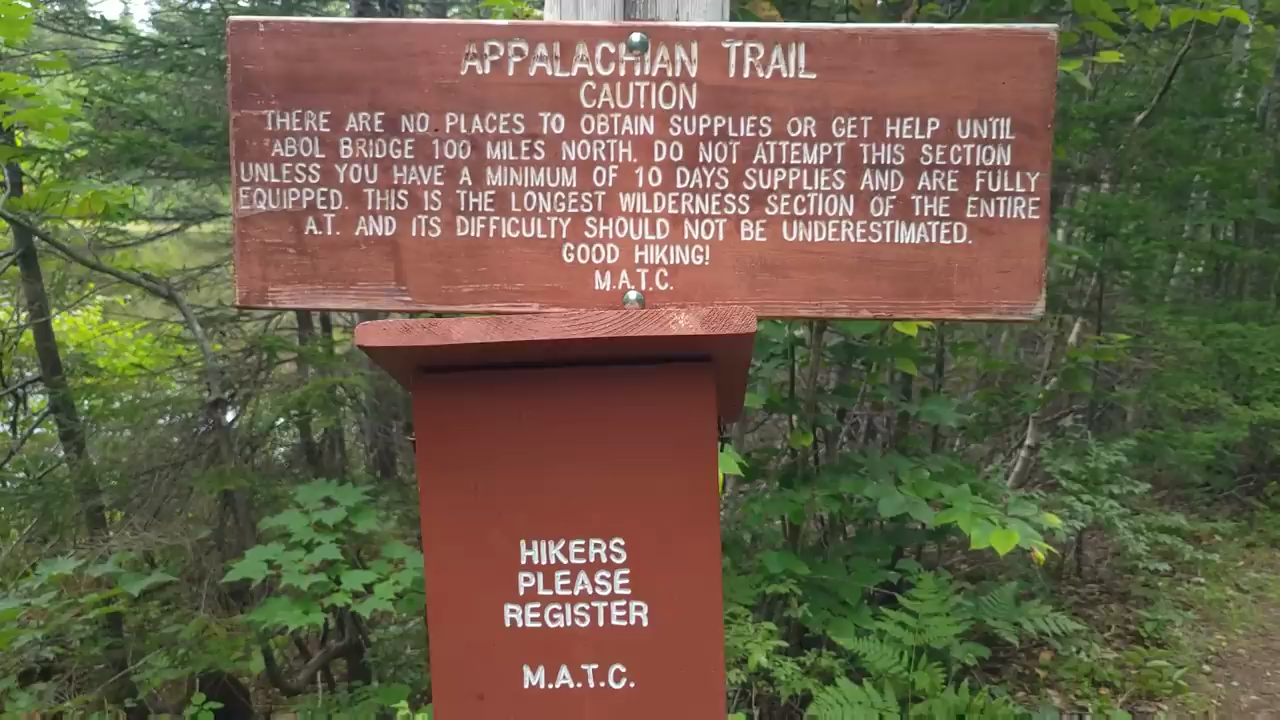 APPALACHIAN TRAIL
CAUTION
THERE ARE NO PLACES TO OBTAIN SUPPLIES OR GET HELP UNTIL
ABOL BRIDGE 100 MILES NORTH. DO NOT ATTEMPT THIS SECTION
UNLESS YOU HAVE A MINIMUM OF 10 DAYS SUPPLIES AND ARE FULLY
EQUIPPED. THIS IS THE LONGEST WILDERNESS SECTION OF THE ENTIRE
A.T. AND ITS DIFFICULTY SHOULD NOT BE UNDERESTIMATED.
GOOD HIKING!
M.A.T.C.
HIKERS
PLEASE
REGISTER
M.A.T.C.